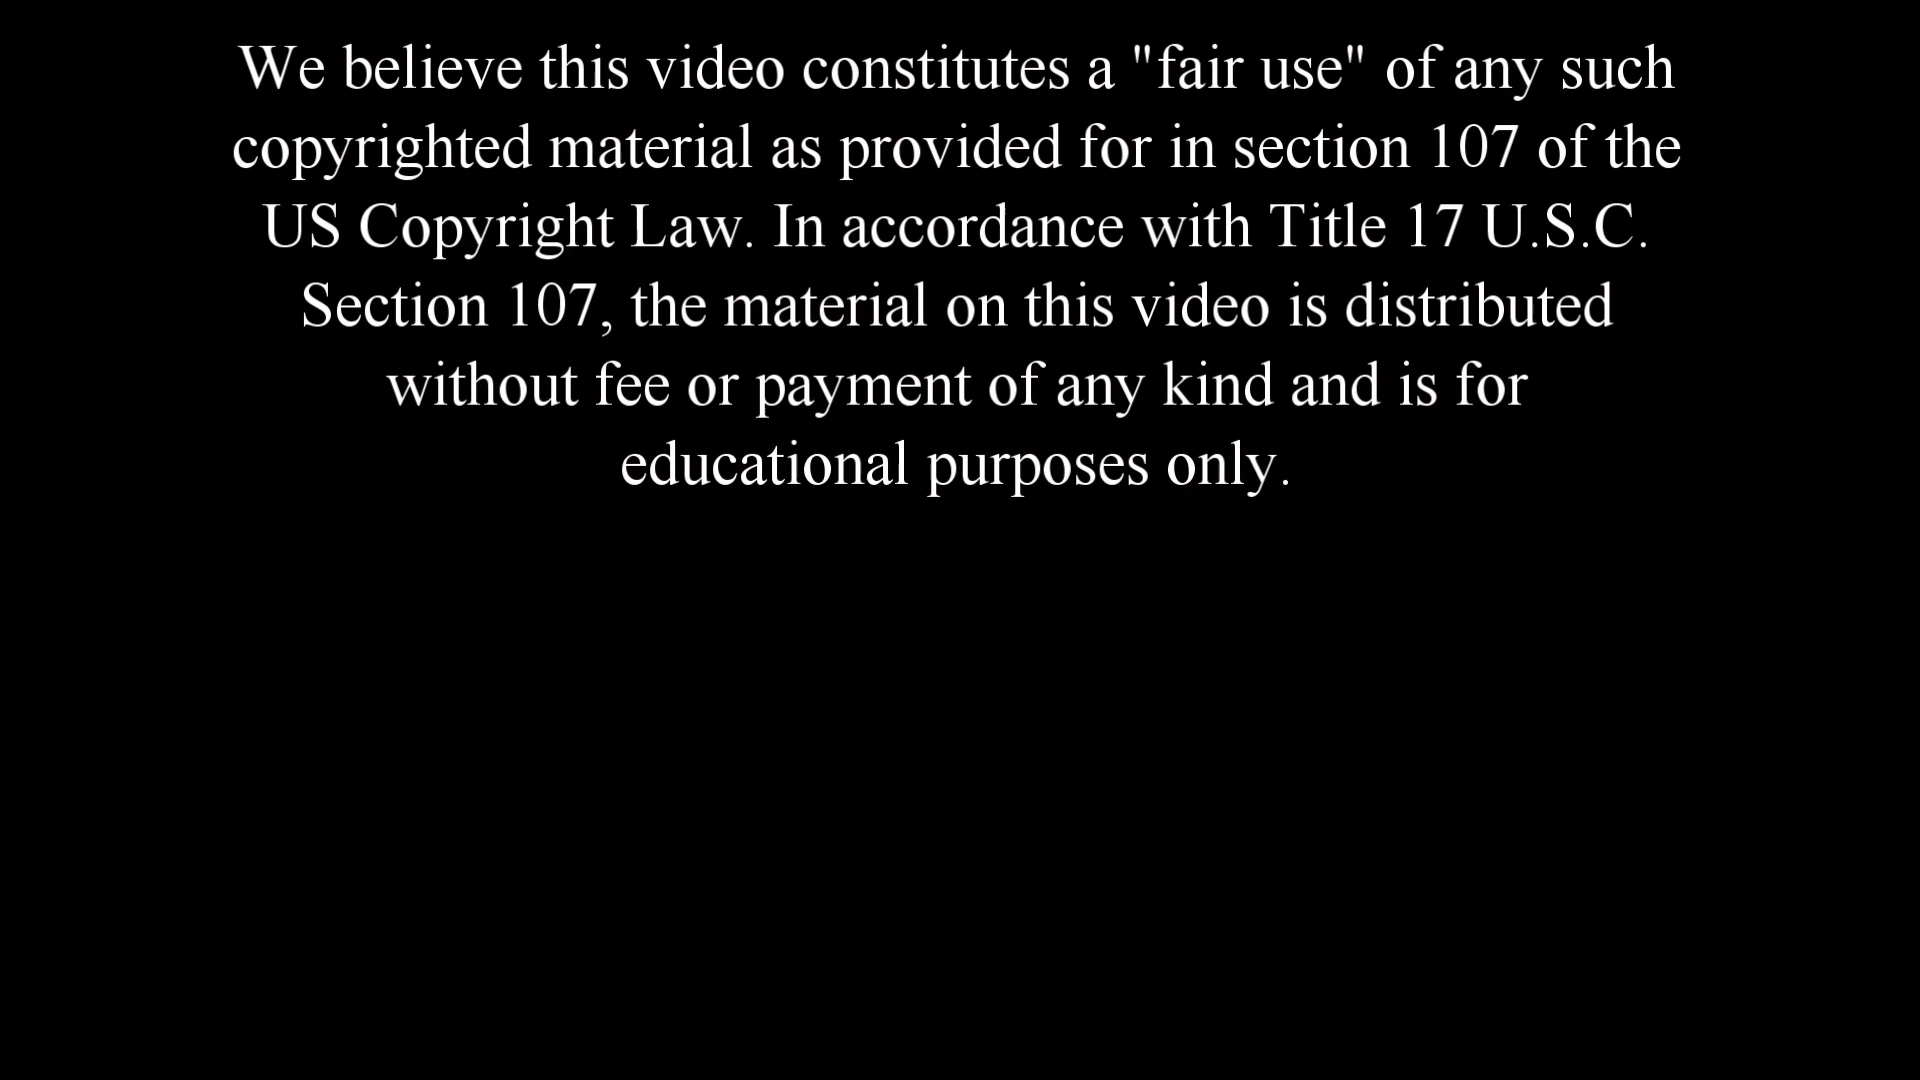 We believe this video constitutes a "fair use" of any such
copyrighted material as provided for in section 107 of the
US Copyright Law. In accordance with Title 17 U.S.C.
Section 107, the material on this video is distributed
without fee or payment of any kind and is for
educational purposes only.